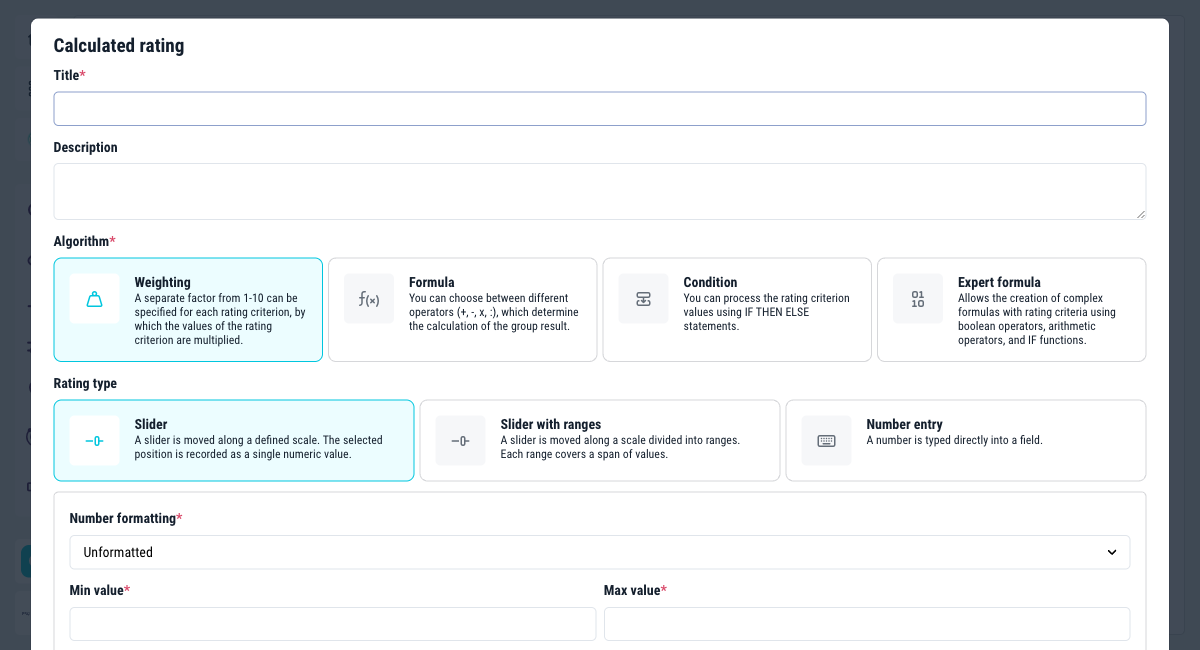 Calculated rating
Title*
Description
Algorithm*
Weighting
A separate factor from 1-10 can be
specified for each rating criterion, by
which the values of the rating
criterion are multiplied.
f(x)
Formula
You can choose between different
operators (+, -, x, :), which determine
the calculation of the group result.
Condition
You can process the rating criterion
values using IF THEN ELSE
statements.
01
10
Expert formula
Allows the creation of complex
formulas with rating criteria using
boolean operators, arithmetic
operators, and IF functions.
Rating type
Slider
A slider is moved along a defined scale. The selected
position is recorded as a single numeric value.
Slider with ranges
A slider is moved along a scale divided into ranges.
Each range covers a span of values.
Number entry
A number is typed directly into a field.
Number formatting*
Unformatted
Min value*
Max value*